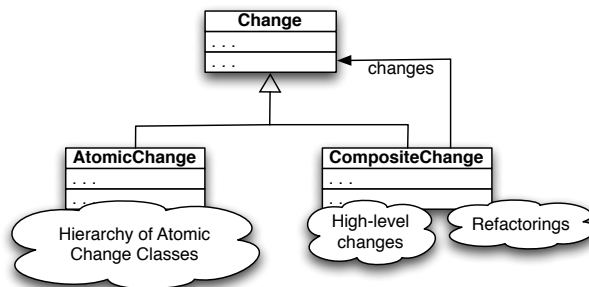 Change
. . .
. . .
changes
AtomicChange
. . .
. . .
CompositeChange
. . .
. .
Hierarchy of Atomic
Change Classes
High-level
changes
Refactorings